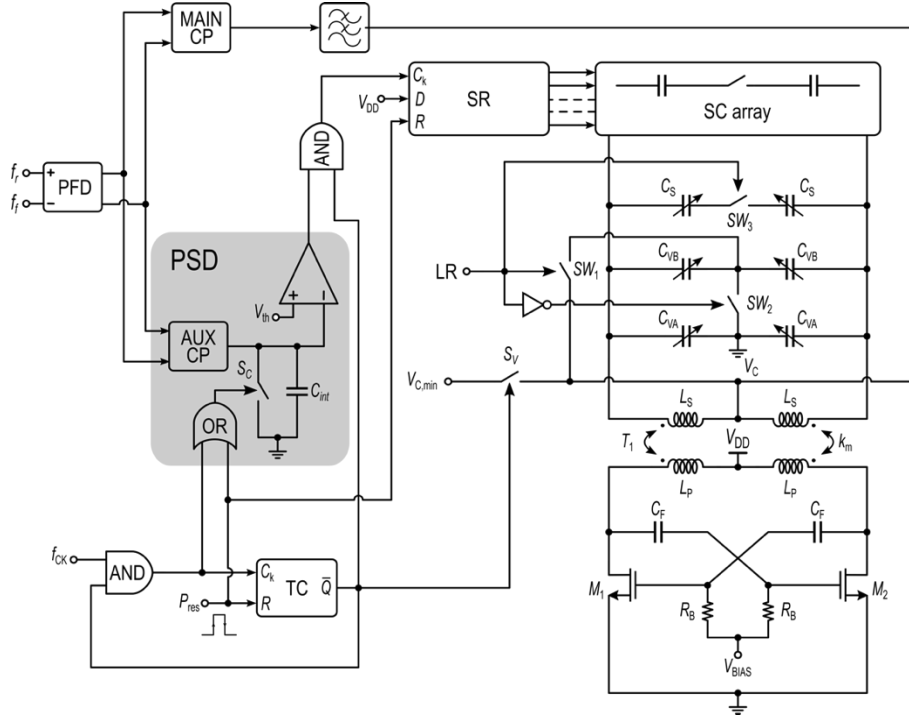 MAIN
CP
C_k
D
R
SR
V_DD
SC array
AND
f_r
f_f
+
−
PFD
C_S
C_S
SW_3
PSD
LR
SW_1
C_VB
C_VB
SW_2
V_th
+
−
C_VA
C_VA
AUX
CP
S_C
C_int
V_C,min
S_V
V_C
OR
L_S
L_S
T_1
V_DD
k_m
L_P
L_P
C_F
C_F
f_CK
AND
C_k
R
TC
Q̅
P_res
M_1
R_B
R_B
M_2
V_BIAS